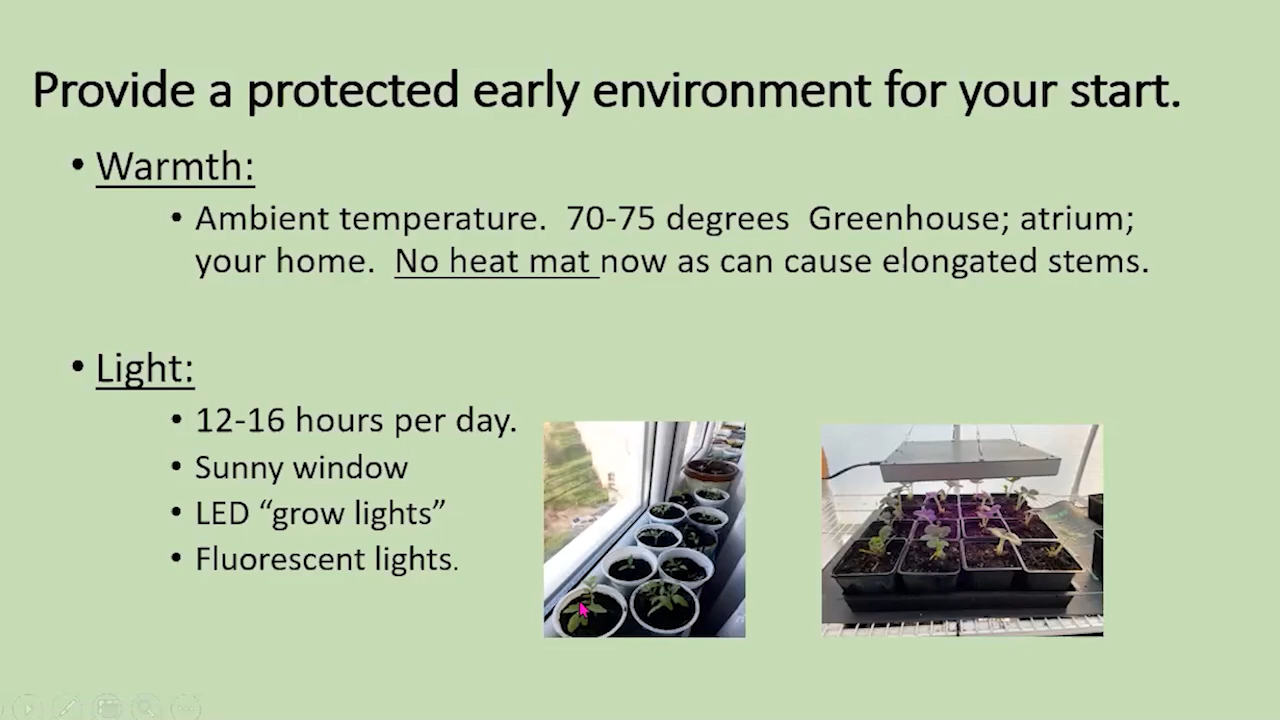 Provide a protected early environment for your start.
• Warmth:
• Ambient temperature.  70-75 degrees  Greenhouse; atrium;
your home.  No heat mat now as can cause elongated stems.
• Light:
• 12-16 hours per day.
• Sunny window
• LED “grow lights”
• Fluorescent lights.